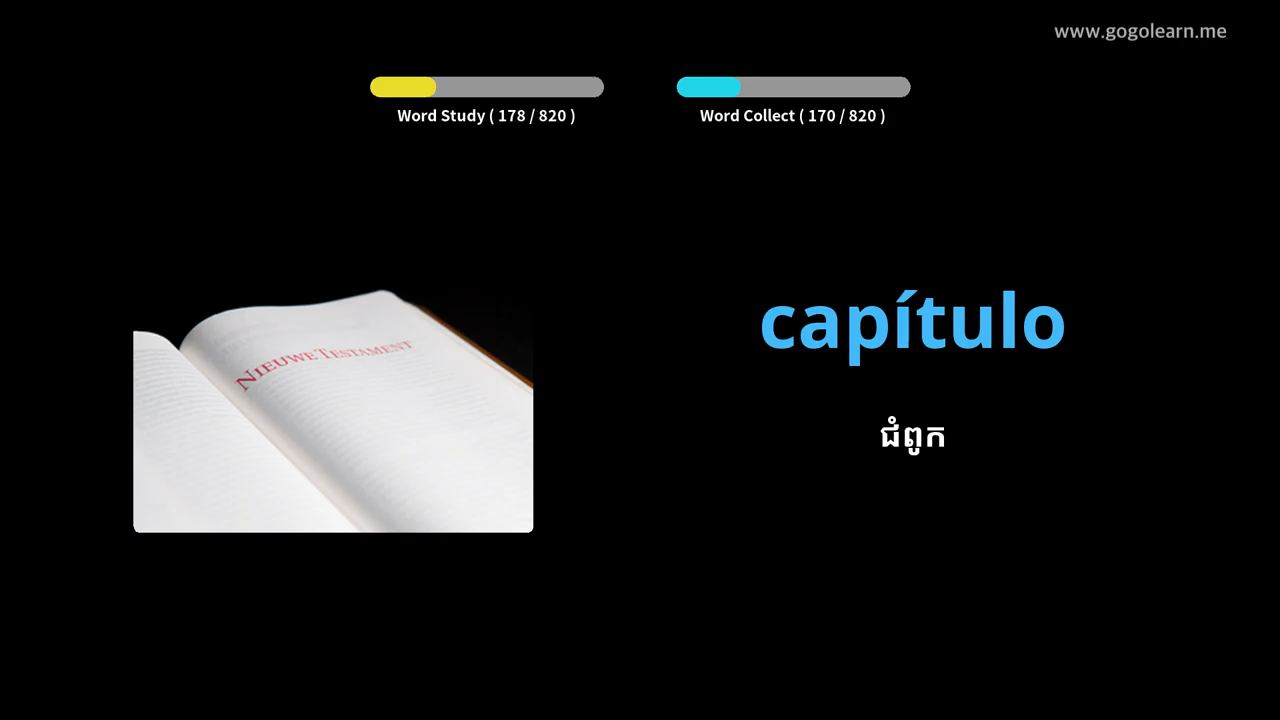 www.gogolearn.me
Word Study ( 178 / 820 )
Word Collect ( 170 / 820 )
NIEUWE TESTAMENT
capítulo
ជំពូក